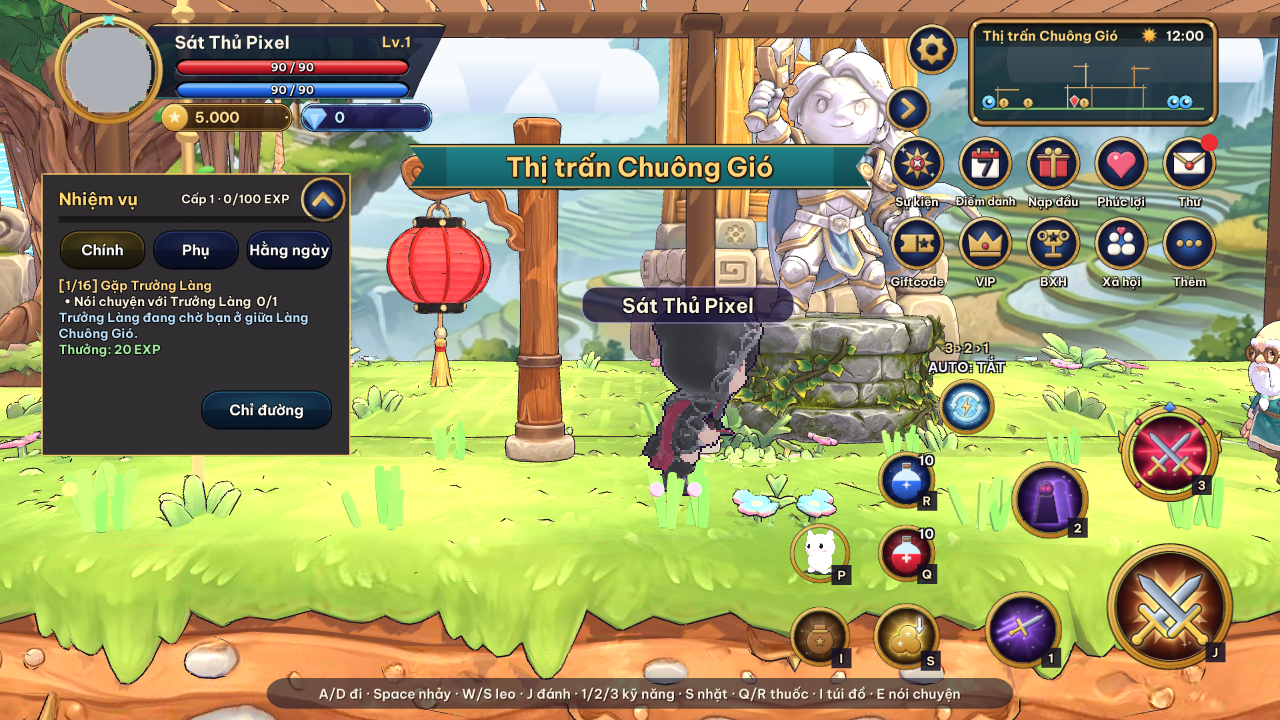 Sát Thủ Pixel
Lv.1
90 / 90
90 / 90
5.000
0
Thị trấn Chuông Gió
12:00
Thị trấn Chuông Gió
Nhiệm vụ
Cấp 1 · 0/100 EXP
Chính
Phụ
Hằng ngày
[1/16] Gặp Trưởng Làng
• Nói chuyện với Trưởng Làng 0/1
Trưởng Làng đang chờ bạn ở giữa Làng
Chuông Gió.
Thưởng: 20 EXP
Chỉ đường
7
Sự kiện
Điểm danh
Nạp đầu
Phúc lợi
Thư
Giftcode
VIP
BXH
Xã hội
Thêm
Sát Thủ Pixel
3›2›1
AUTO: TẮT
10
R
10
Q
P
I
S
1
2
3
J
A/D đi · Space nhảy · W/S leo · J đánh · 1/2/3 kỹ năng · S nhặt · Q/R thuốc · I túi đồ · E nói chuyện